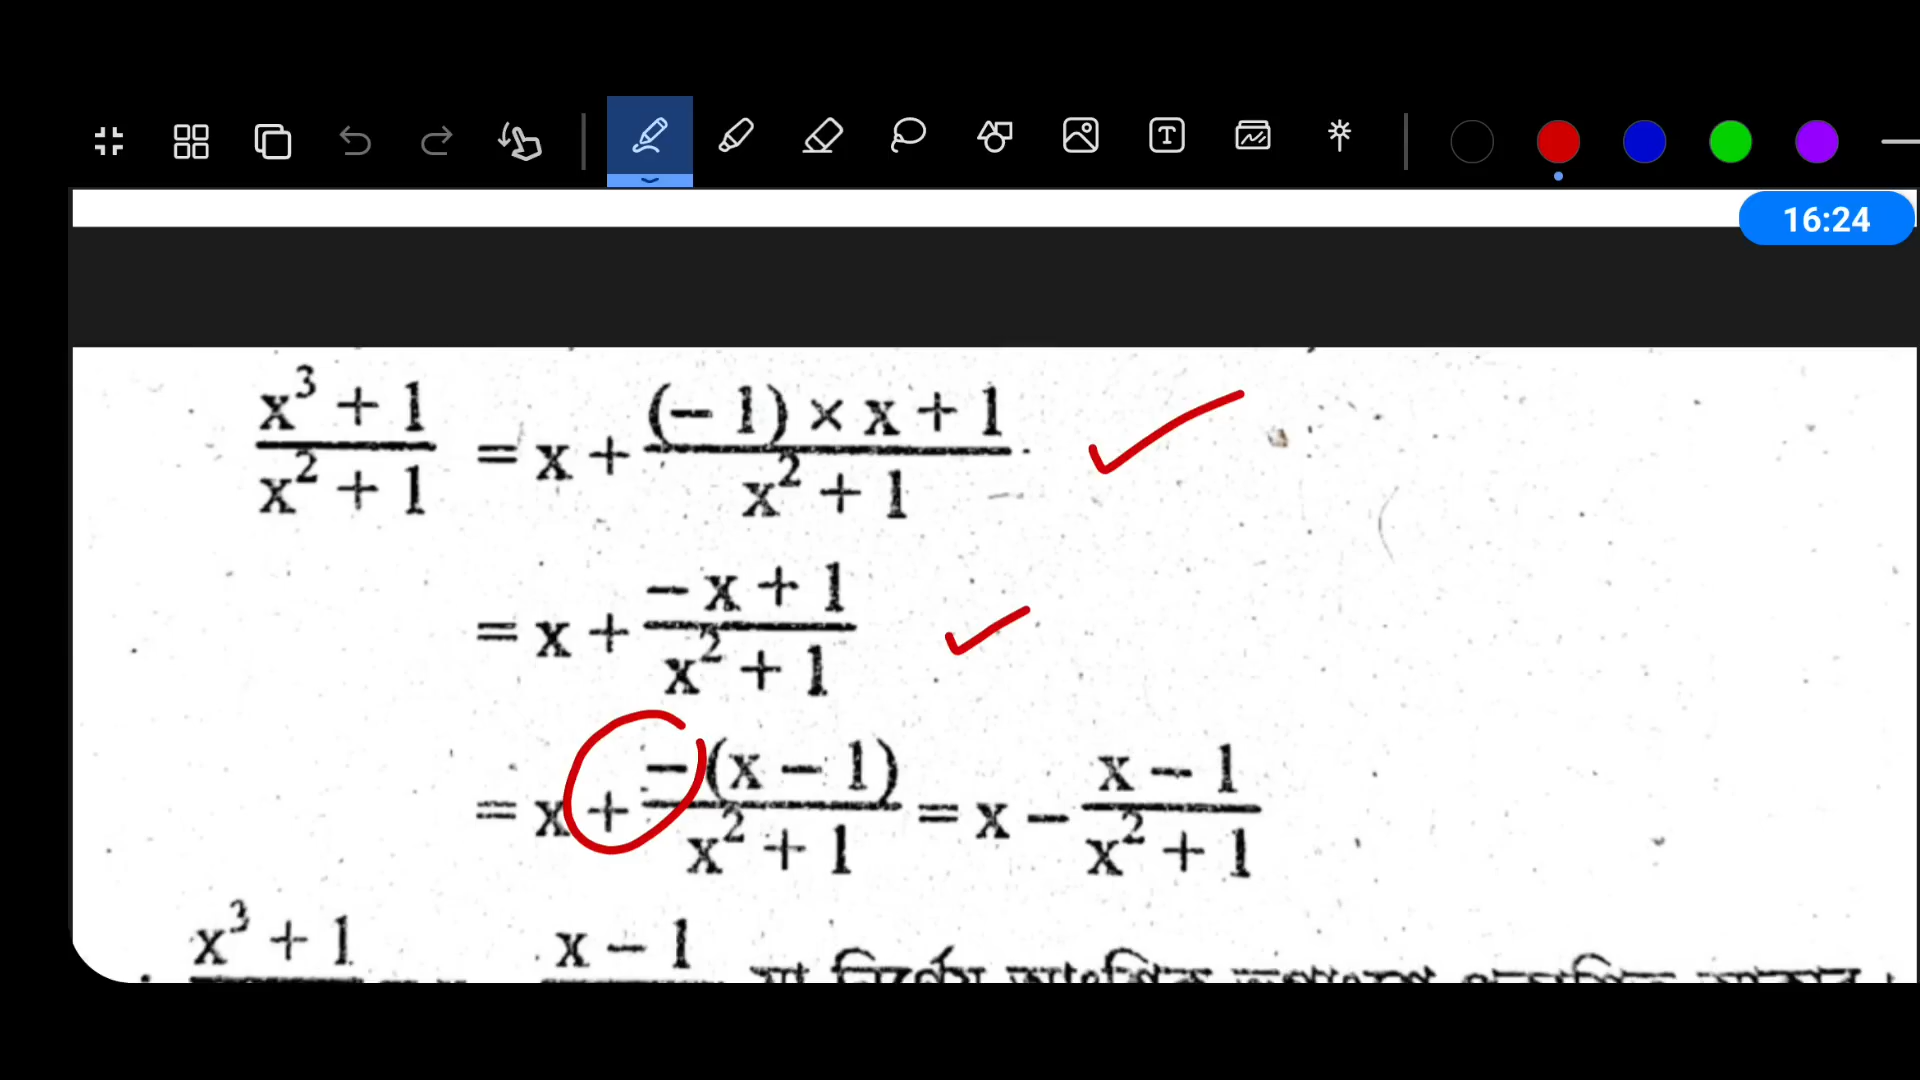 16:24
x³ + 1 / x² + 1 = x + (– 1) × x + 1 / x² + 1
= x + – x + 1 / x² + 1
= x + – (x – 1) / x² + 1 = x – x – 1 / x² + 1
x³ + 1 x – 1